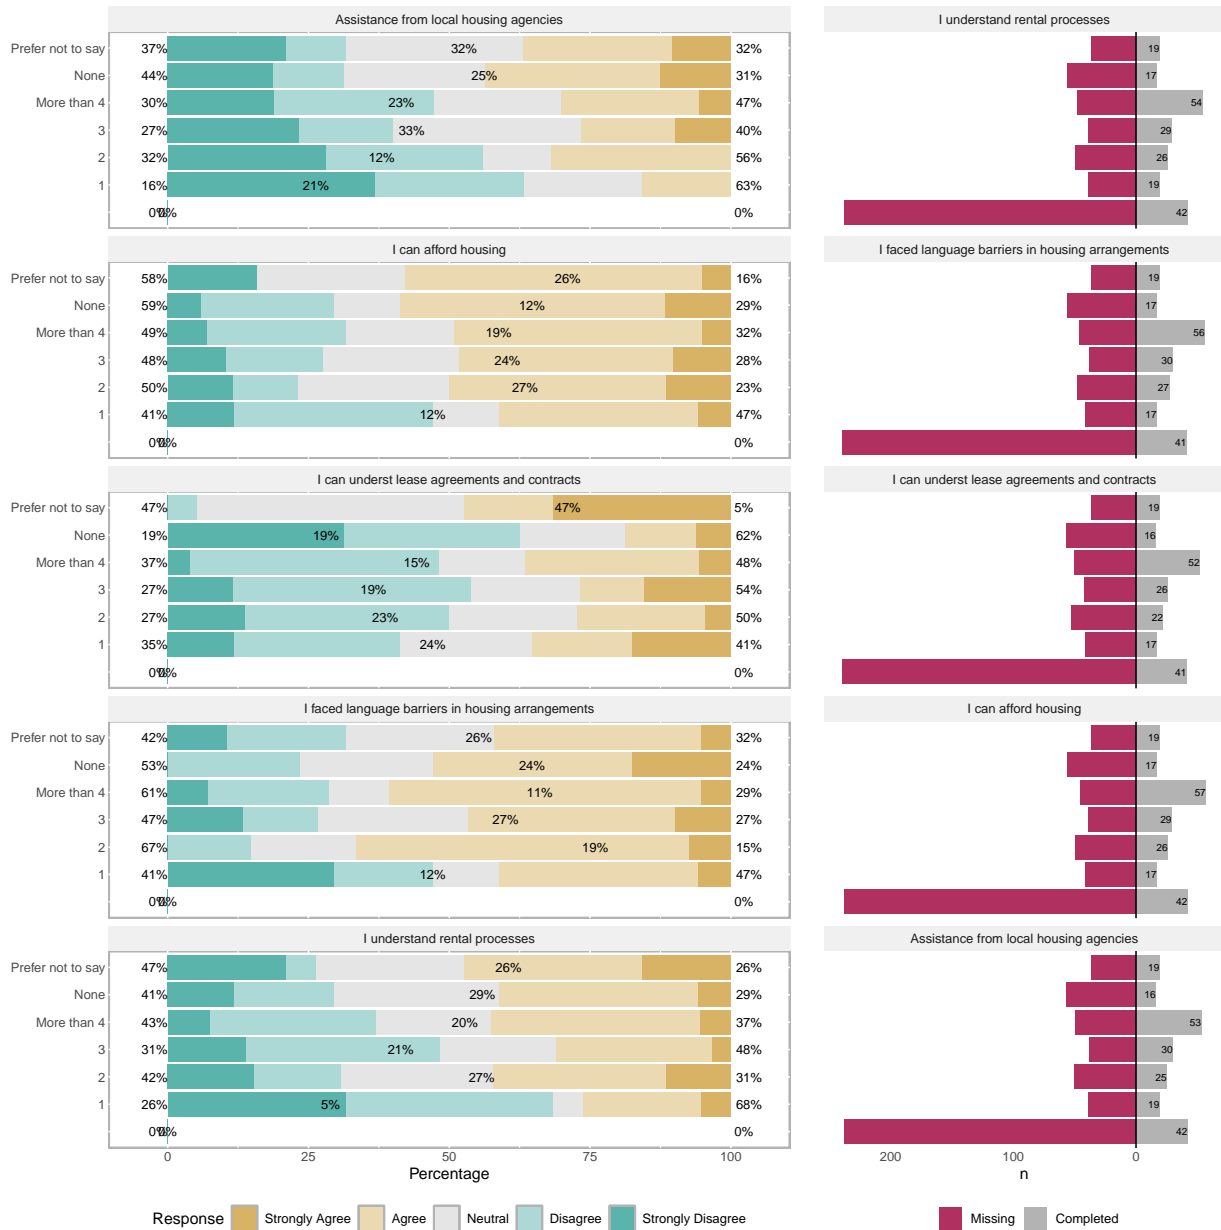 Assistance from local housing agencies
Prefer not to say 37% 32% 32%
None 44% 25% 31%
More than 4 30% 23% 47%
3 27% 33% 40%
2 32% 12% 56%
1 16% 21% 63%
0% 0% 0%
I can afford housing
Prefer not to say 58% 26% 16%
None 59% 12% 29%
More than 4 49% 19% 32%
3 48% 24% 28%
2 50% 27% 23%
1 41% 12% 47%
0% 0% 0%
I can underst lease agreements and contracts
Prefer not to say 47% 47% 5%
None 19% 19% 62%
More than 4 37% 15% 48%
3 27% 19% 54%
2 27% 23% 50%
1 35% 24% 41%
0% 0% 0%
I faced language barriers in housing arrangements
Prefer not to say 42% 26% 32%
None 53% 24% 24%
More than 4 61% 11% 29%
3 47% 27% 27%
2 67% 19% 15%
1 41% 12% 47%
0% 0% 0%
I understand rental processes
Prefer not to say 47% 26% 26%
None 41% 29% 29%
More than 4 43% 20% 37%
3 31% 21% 48%
2 42% 27% 31%
1 26% 5% 68%
0% 0% 0%
0 25 50 75 100
Percentage
Response Strongly Agree Agree Neutral Disagree Strongly Disagree
I understand rental processes
19
17
54
29
26
19
42
I faced language barriers in housing arrangements
19
17
56
30
27
17
41
I can underst lease agreements and contracts
19
16
52
26
22
17
41
I can afford housing
19
17
57
29
26
17
42
Assistance from local housing agencies
19
16
53
30
25
19
42
200 100 0
n
Missing Completed